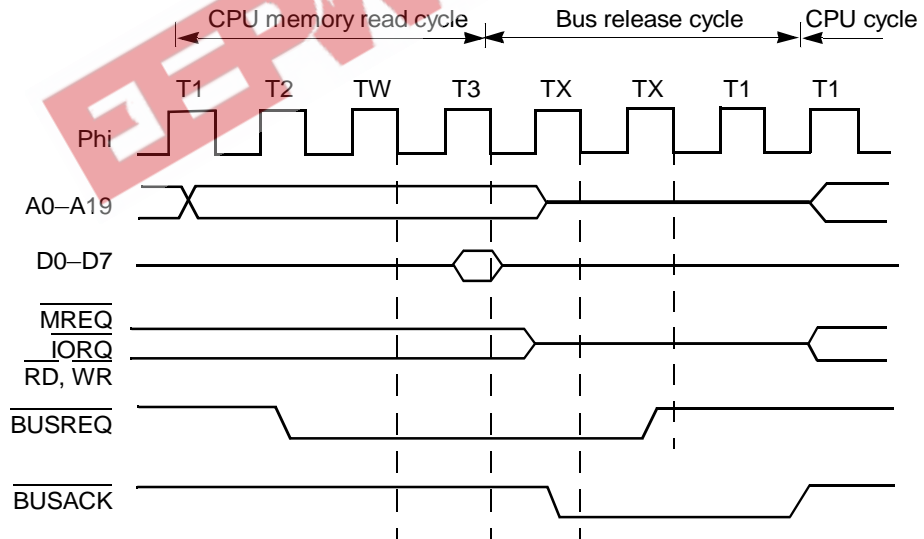 CPU memory read cycle Bus release cycle CPU cycle
T1 T2 TW T3 TX TX T1 T1
Phi
A0–A19
D0–D7
MREQ
IORQ
RD, WR
BUSREQ
BUSACK